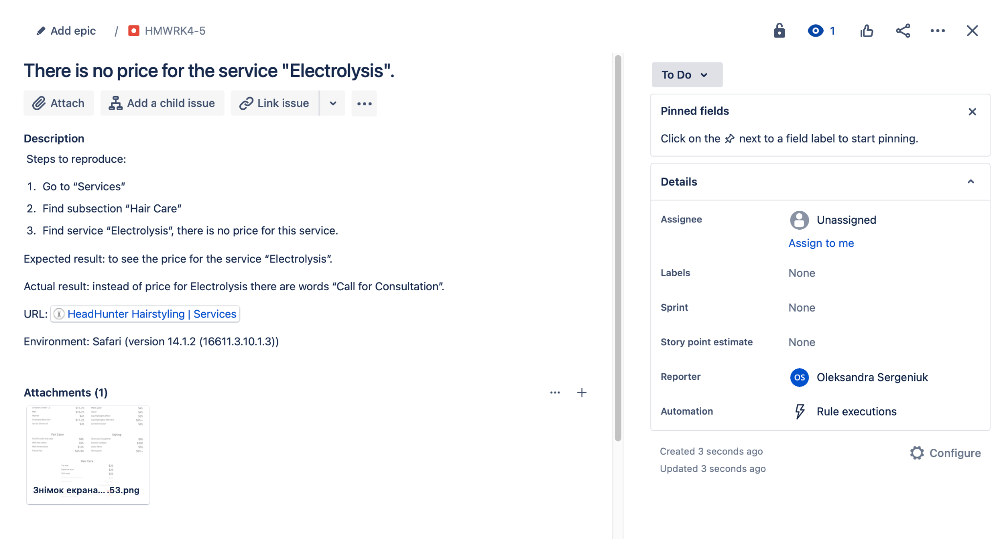 Add epic / HMWRK4-5
1
There is no price for the service "Electrolysis".
Attach
Add a child issue
Link issue
Description
Steps to reproduce:
1. Go to “Services”
2. Find subsection “Hair Care”
3. Find service “Electrolysis”, there is no price for this service.
Expected result: to see the price for the service “Electrolysis”.
Actual result: instead of price for Electrolysis there are words “Call for Consultation”.
URL: HeadHunter Hairstyling | Services
Environment: Safari (version 14.1.2 (16611.3.10.1.3))
Attachments (1)
Foil Color
Styling
Hair Care
Знімок екрана... .53.png
To Do
Pinned fields
Click on the next to a field label to start pinning.
Details
Assignee
Unassigned
Assign to me
Labels
None
Sprint
None
Story point estimate
None
Reporter
OS
Oleksandra Sergeniuk
Automation
Rule executions
Created 3 seconds ago
Updated 3 seconds ago
Configure